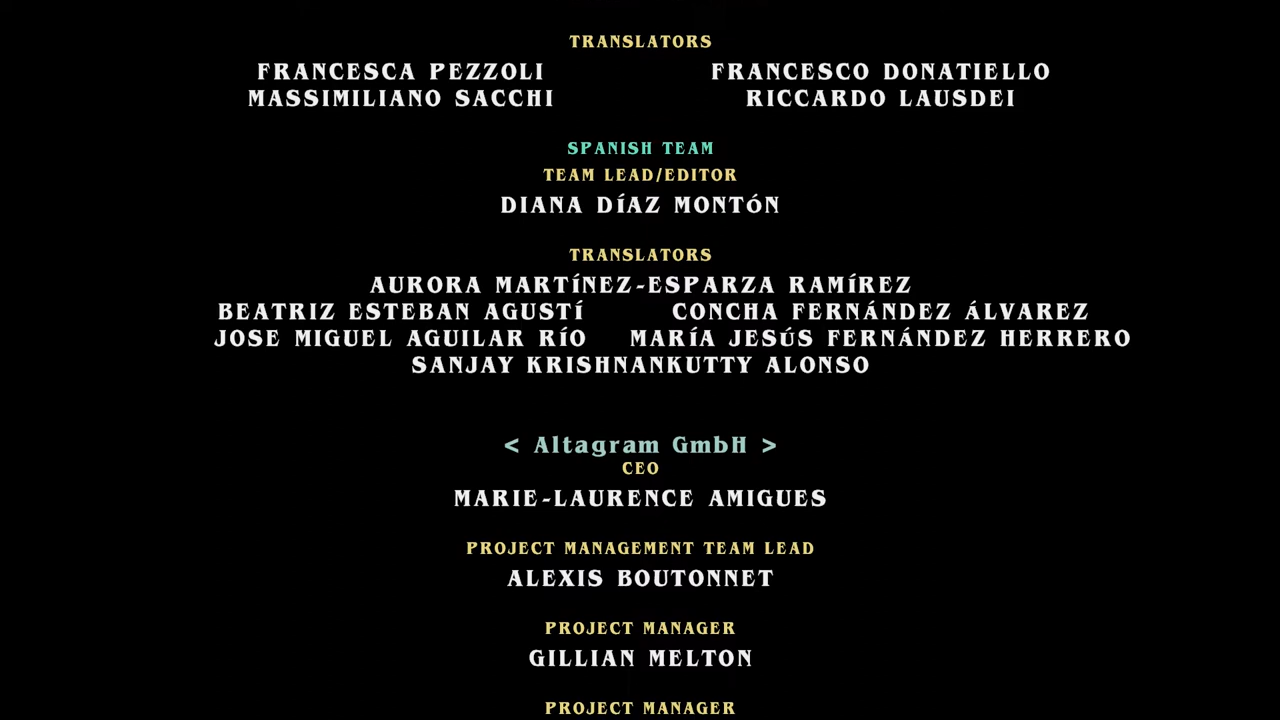 TRANSLATORS
FRANCESCA PEZZOLI FRANCESCO DONATIELLO
MASSIMILIANO SACCHI RICCARDO LAUSDEI
SPANISH TEAM
TEAM LEAD/EDITOR
DIANA DÍAZ MONTÓN
TRANSLATORS
AURORA MARTÍNEZ-ESPARZA RAMÍREZ
BEATRIZ ESTEBAN AGUSTÍ CONCHA FERNÁNDEZ ÁLVAREZ
JOSE MIGUEL AGUILAR RÍO MARÍA JESÚS FERNÁNDEZ HERRERO
SANJAY KRISHNANKUTTY ALONSO
< Altagram GmbH >
CEO
MARIE-LAURENCE AMIGUES
PROJECT MANAGEMENT TEAM LEAD
ALEXIS BOUTONNET
PROJECT MANAGER
GILLIAN MELTON
PROJECT MANAGER